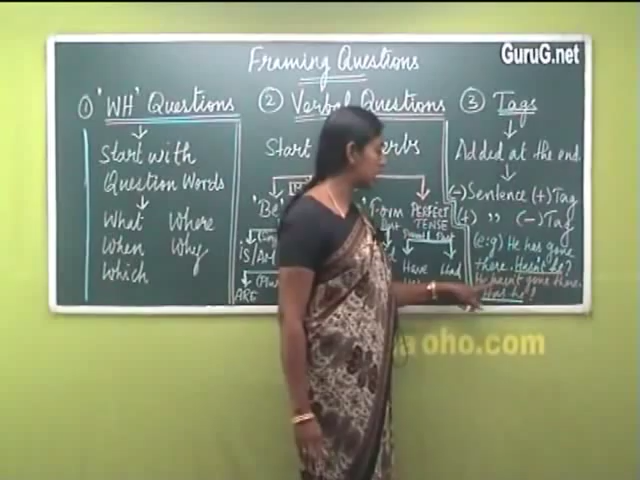 GuruG.net
Framing Questions
① 'WH' Questions
Start with
Question Words
What Where
When Why
Which
② Verbal Questions
Start
'Be'
IS/AM
ARE
'Form
PERFECT
TENSE
Present Past
Have Had
③ Tags
Added at the end
(-) Sentence (+) Tag
(+) " (-) Tag
(e:g) He has gone
there. Hasn't he?
He hasn't gone there.
Has he?
oho.com